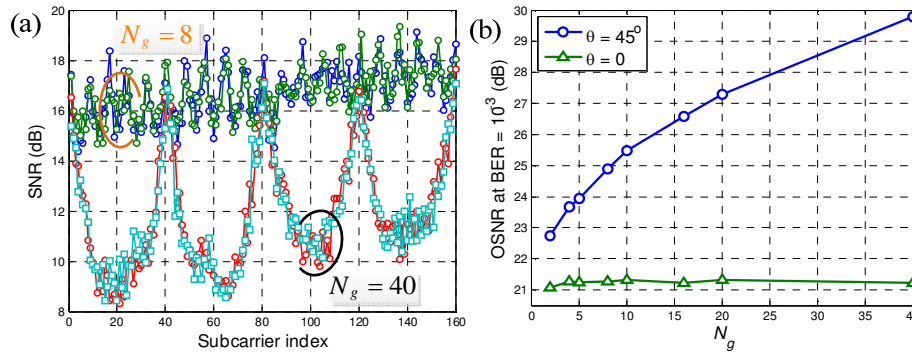 (a)
N_g = 8
N_g = 40
SNR (dB)
20
18
16
14
12
10
8
0 20 40 60 80 100 120 140 160
Subcarrier index
(b)
θ = 45°
θ = 0
OSNR at BER = 10⁻³ (dB)
30
29
28
27
26
25
24
23
22
21
0 5 10 15 20 25 30 35 40
N_g